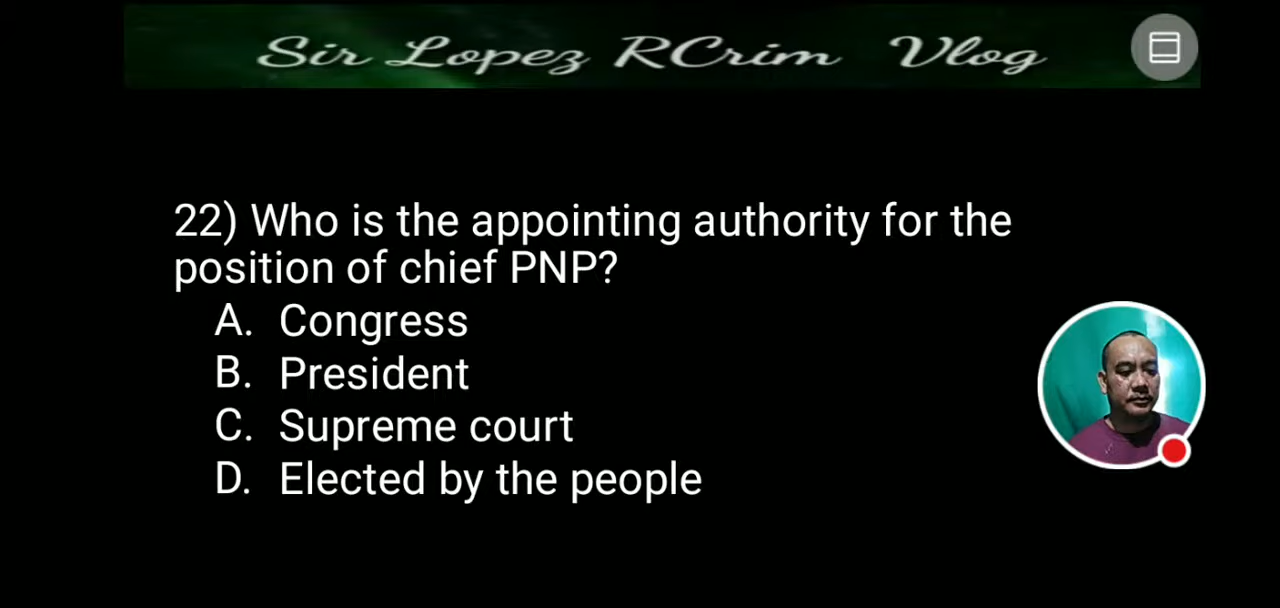 Sir Lopez RCrim Vlog
22) Who is the appointing authority for the
position of chief PNP?
A. Congress
B. President
C. Supreme court
D. Elected by the people